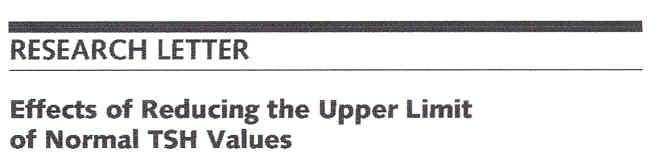 RESEARCH LETTER
Effects of Reducing the Upper Limit
of Normal TSH Values